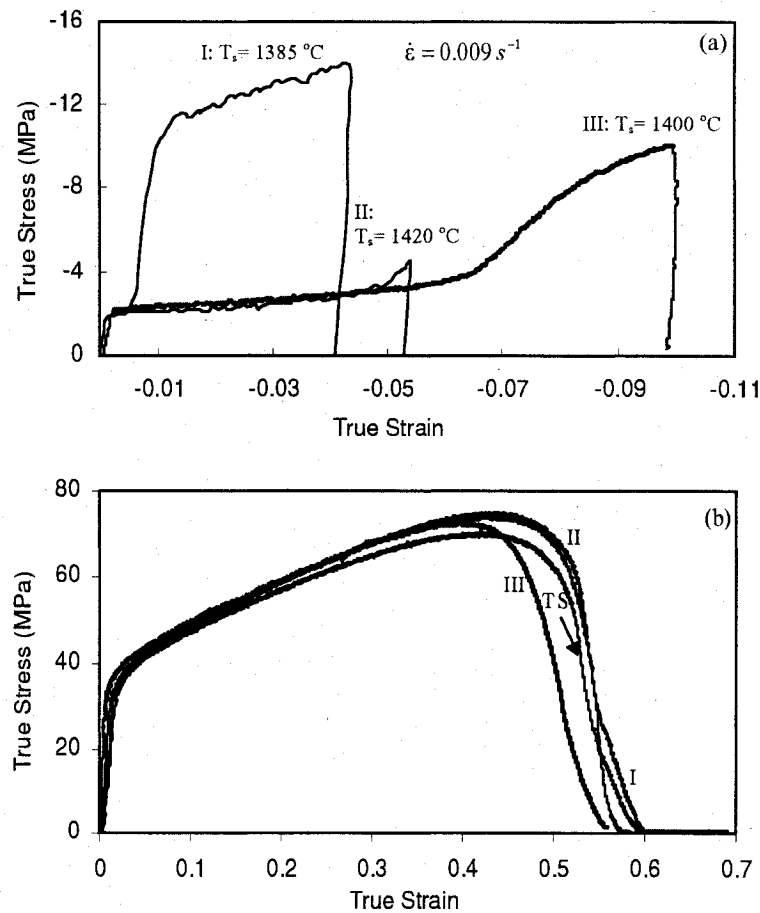 (a)
I: Tₛ= 1385 °C
ε̇ = 0.009 s⁻¹
III: Tₛ= 1400 °C
II:
Tₛ= 1420 °C
True Stress (MPa)
-16
-12
-8
-4
0
-0.01 -0.03 -0.05 -0.07 -0.09 -0.11
True Strain
(b)
II
III
TS
I
True Stress (MPa)
80
60
40
20
0
0 0.1 0.2 0.3 0.4 0.5 0.6 0.7
True Strain